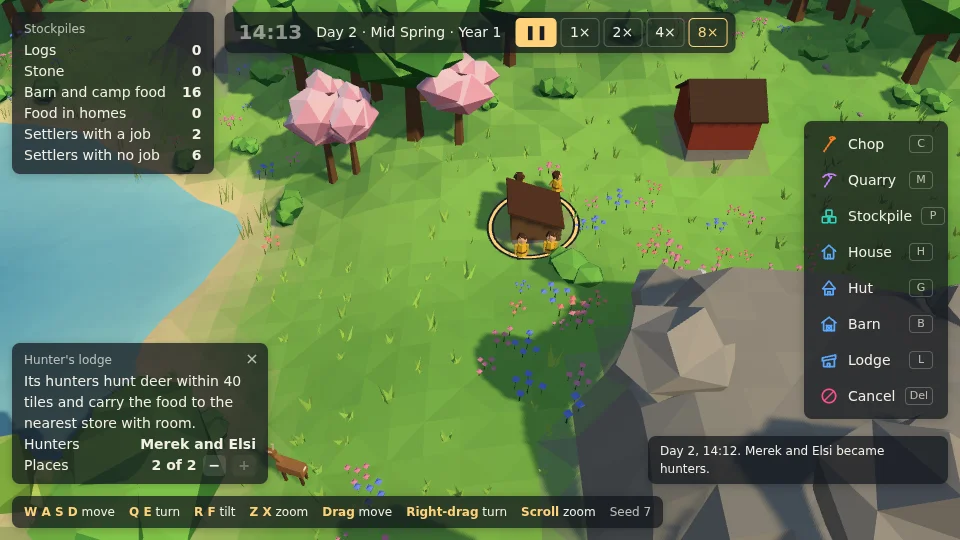 Stockpiles
Logs 0
Stone 0
Barn and camp food 16
Food in homes 0
Settlers with a job 2
Settlers with no job 6
14:13 Day 2 · Mid Spring · Year 1 1× 2× 4× 8×
Chop C
Quarry M
Stockpile P
House H
Hut G
Barn B
Lodge L
Cancel Del
Hunter's lodge ×
Its hunters hunt deer within 40
tiles and carry the food to the
nearest store with room.
Hunters Merek and Elsi
Places 2 of 2 − +
Day 2, 14:12. Merek and Elsi became
hunters.
W A S D move Q E turn R F tilt Z X zoom Drag move Right-drag turn Scroll zoom Seed 7